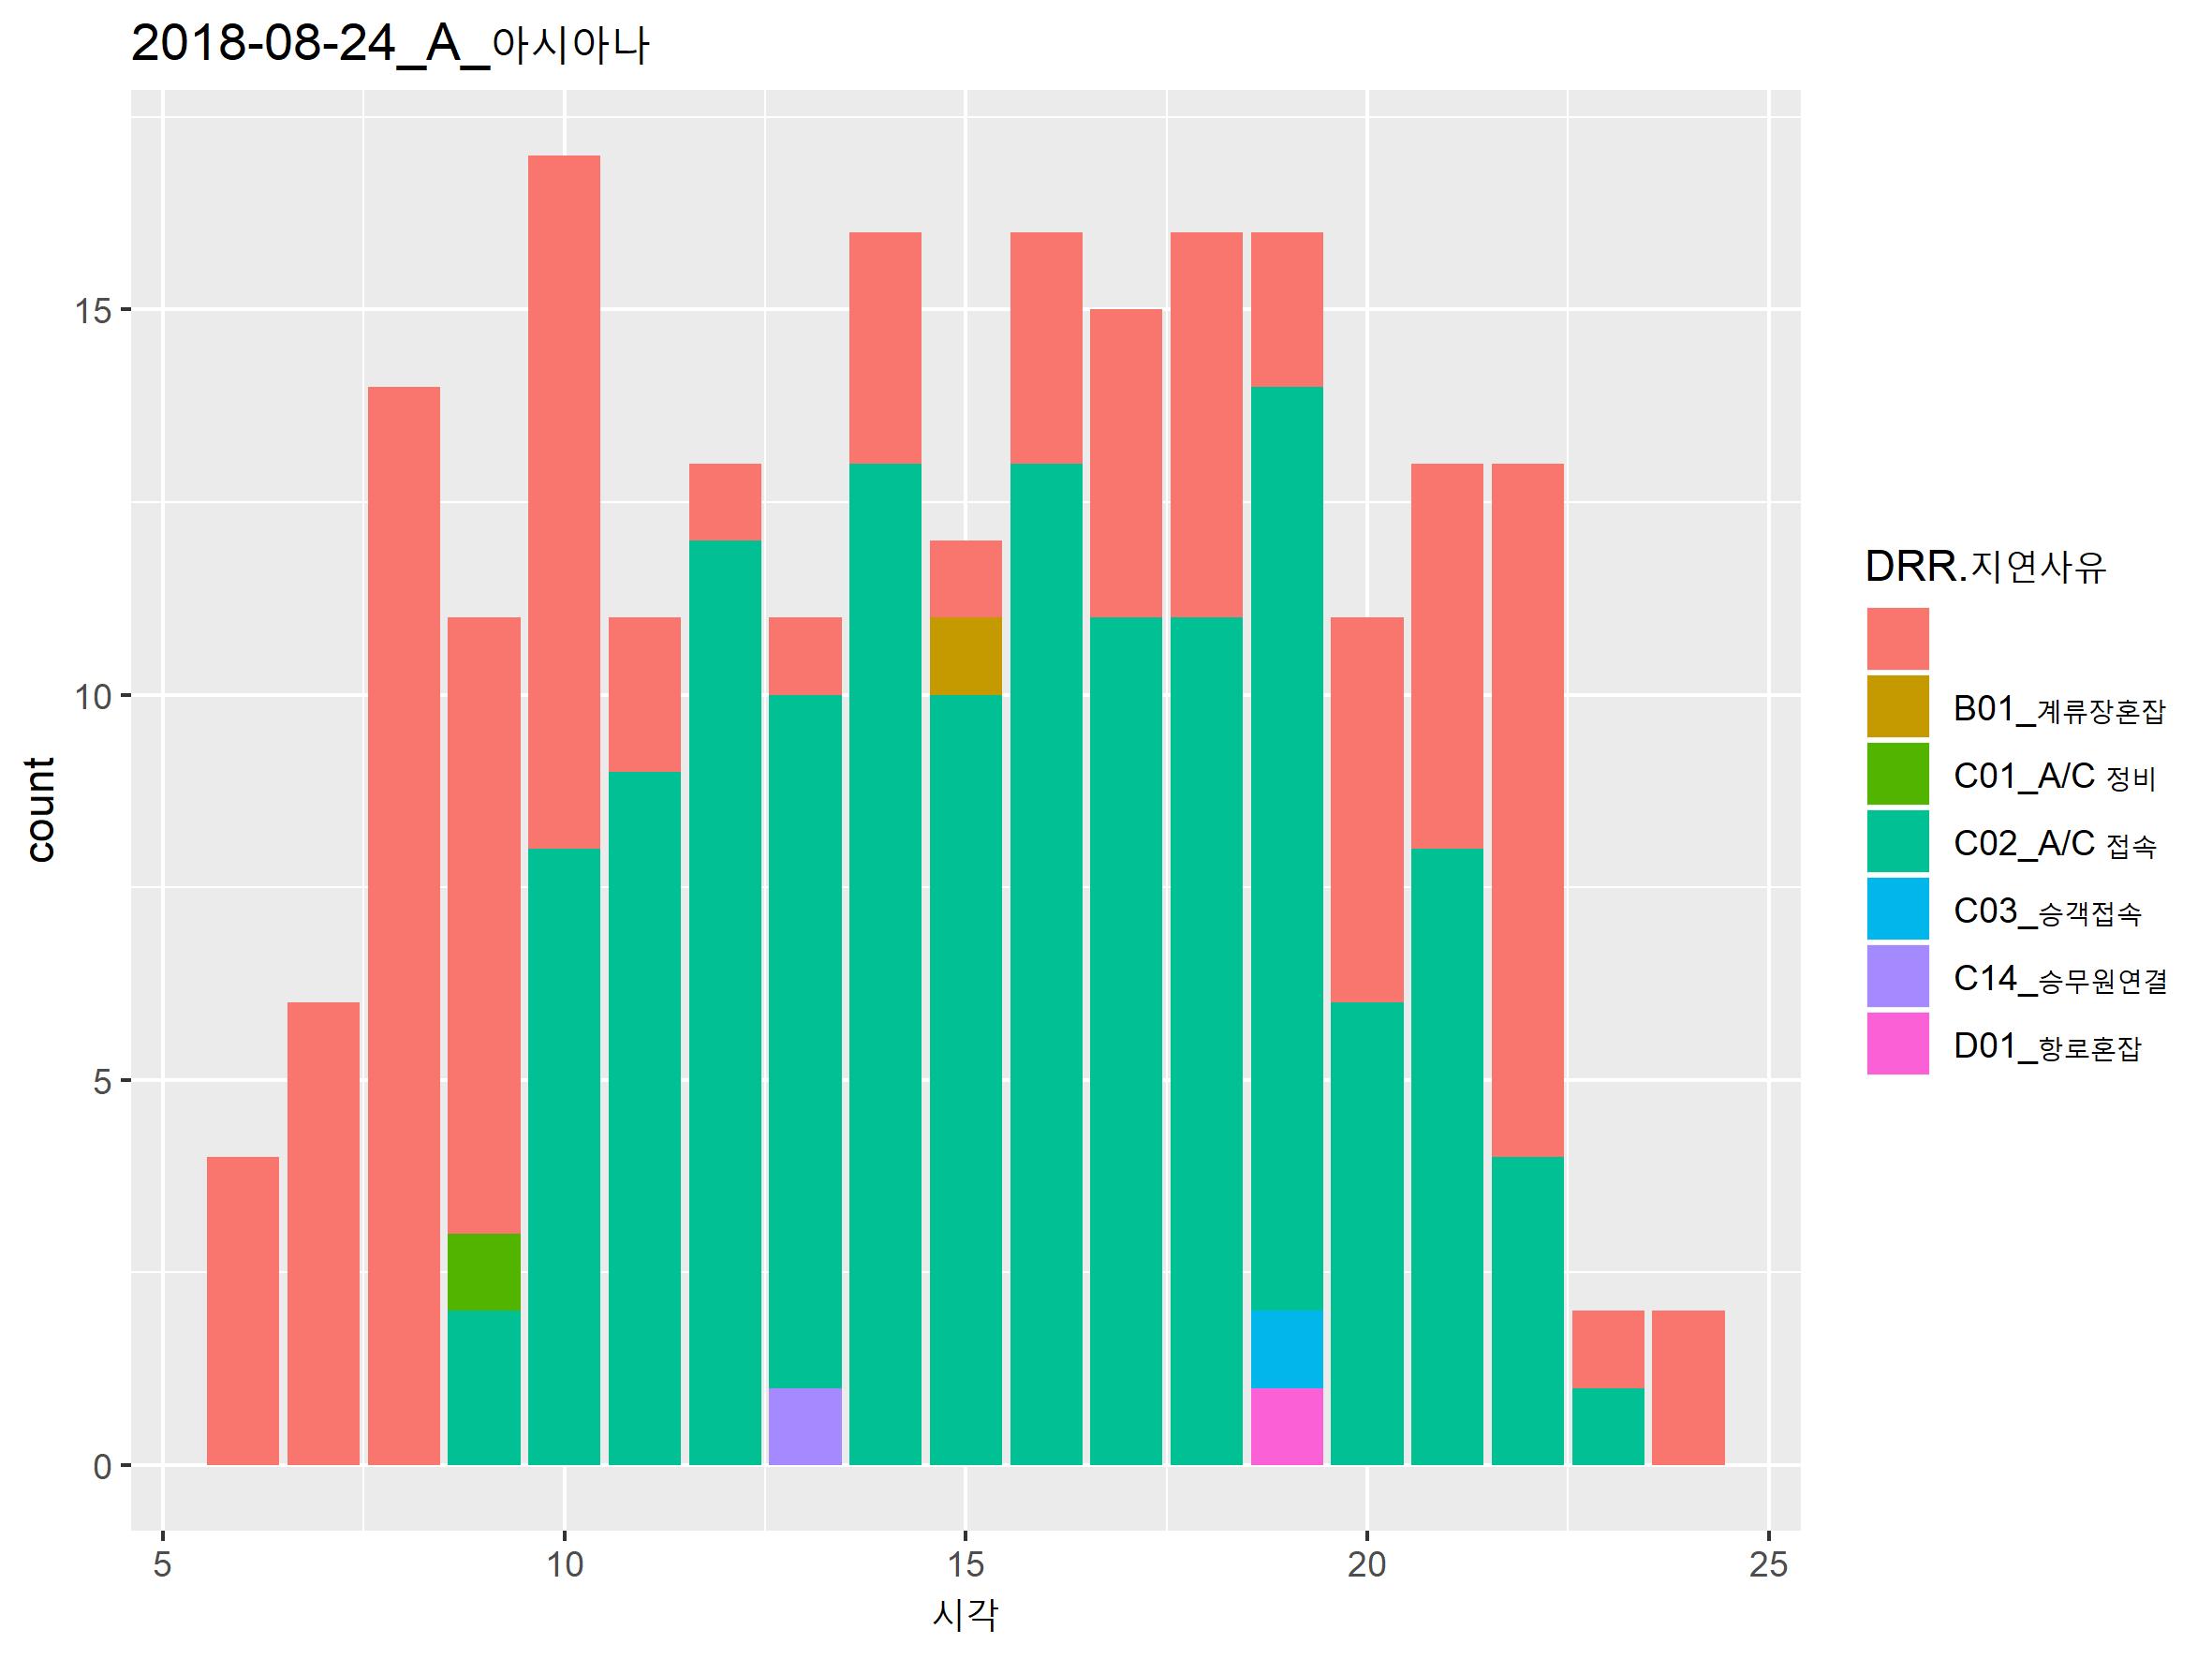 2018-08-24_A_아시아나
15
10
5
0
count
5 10 15 20 25
시각
DRR.지연사유
B01_계류장혼잡
C01_A/C 정비
C02_A/C 접속
C03_승객접속
C14_승무원연결
D01_항로혼잡